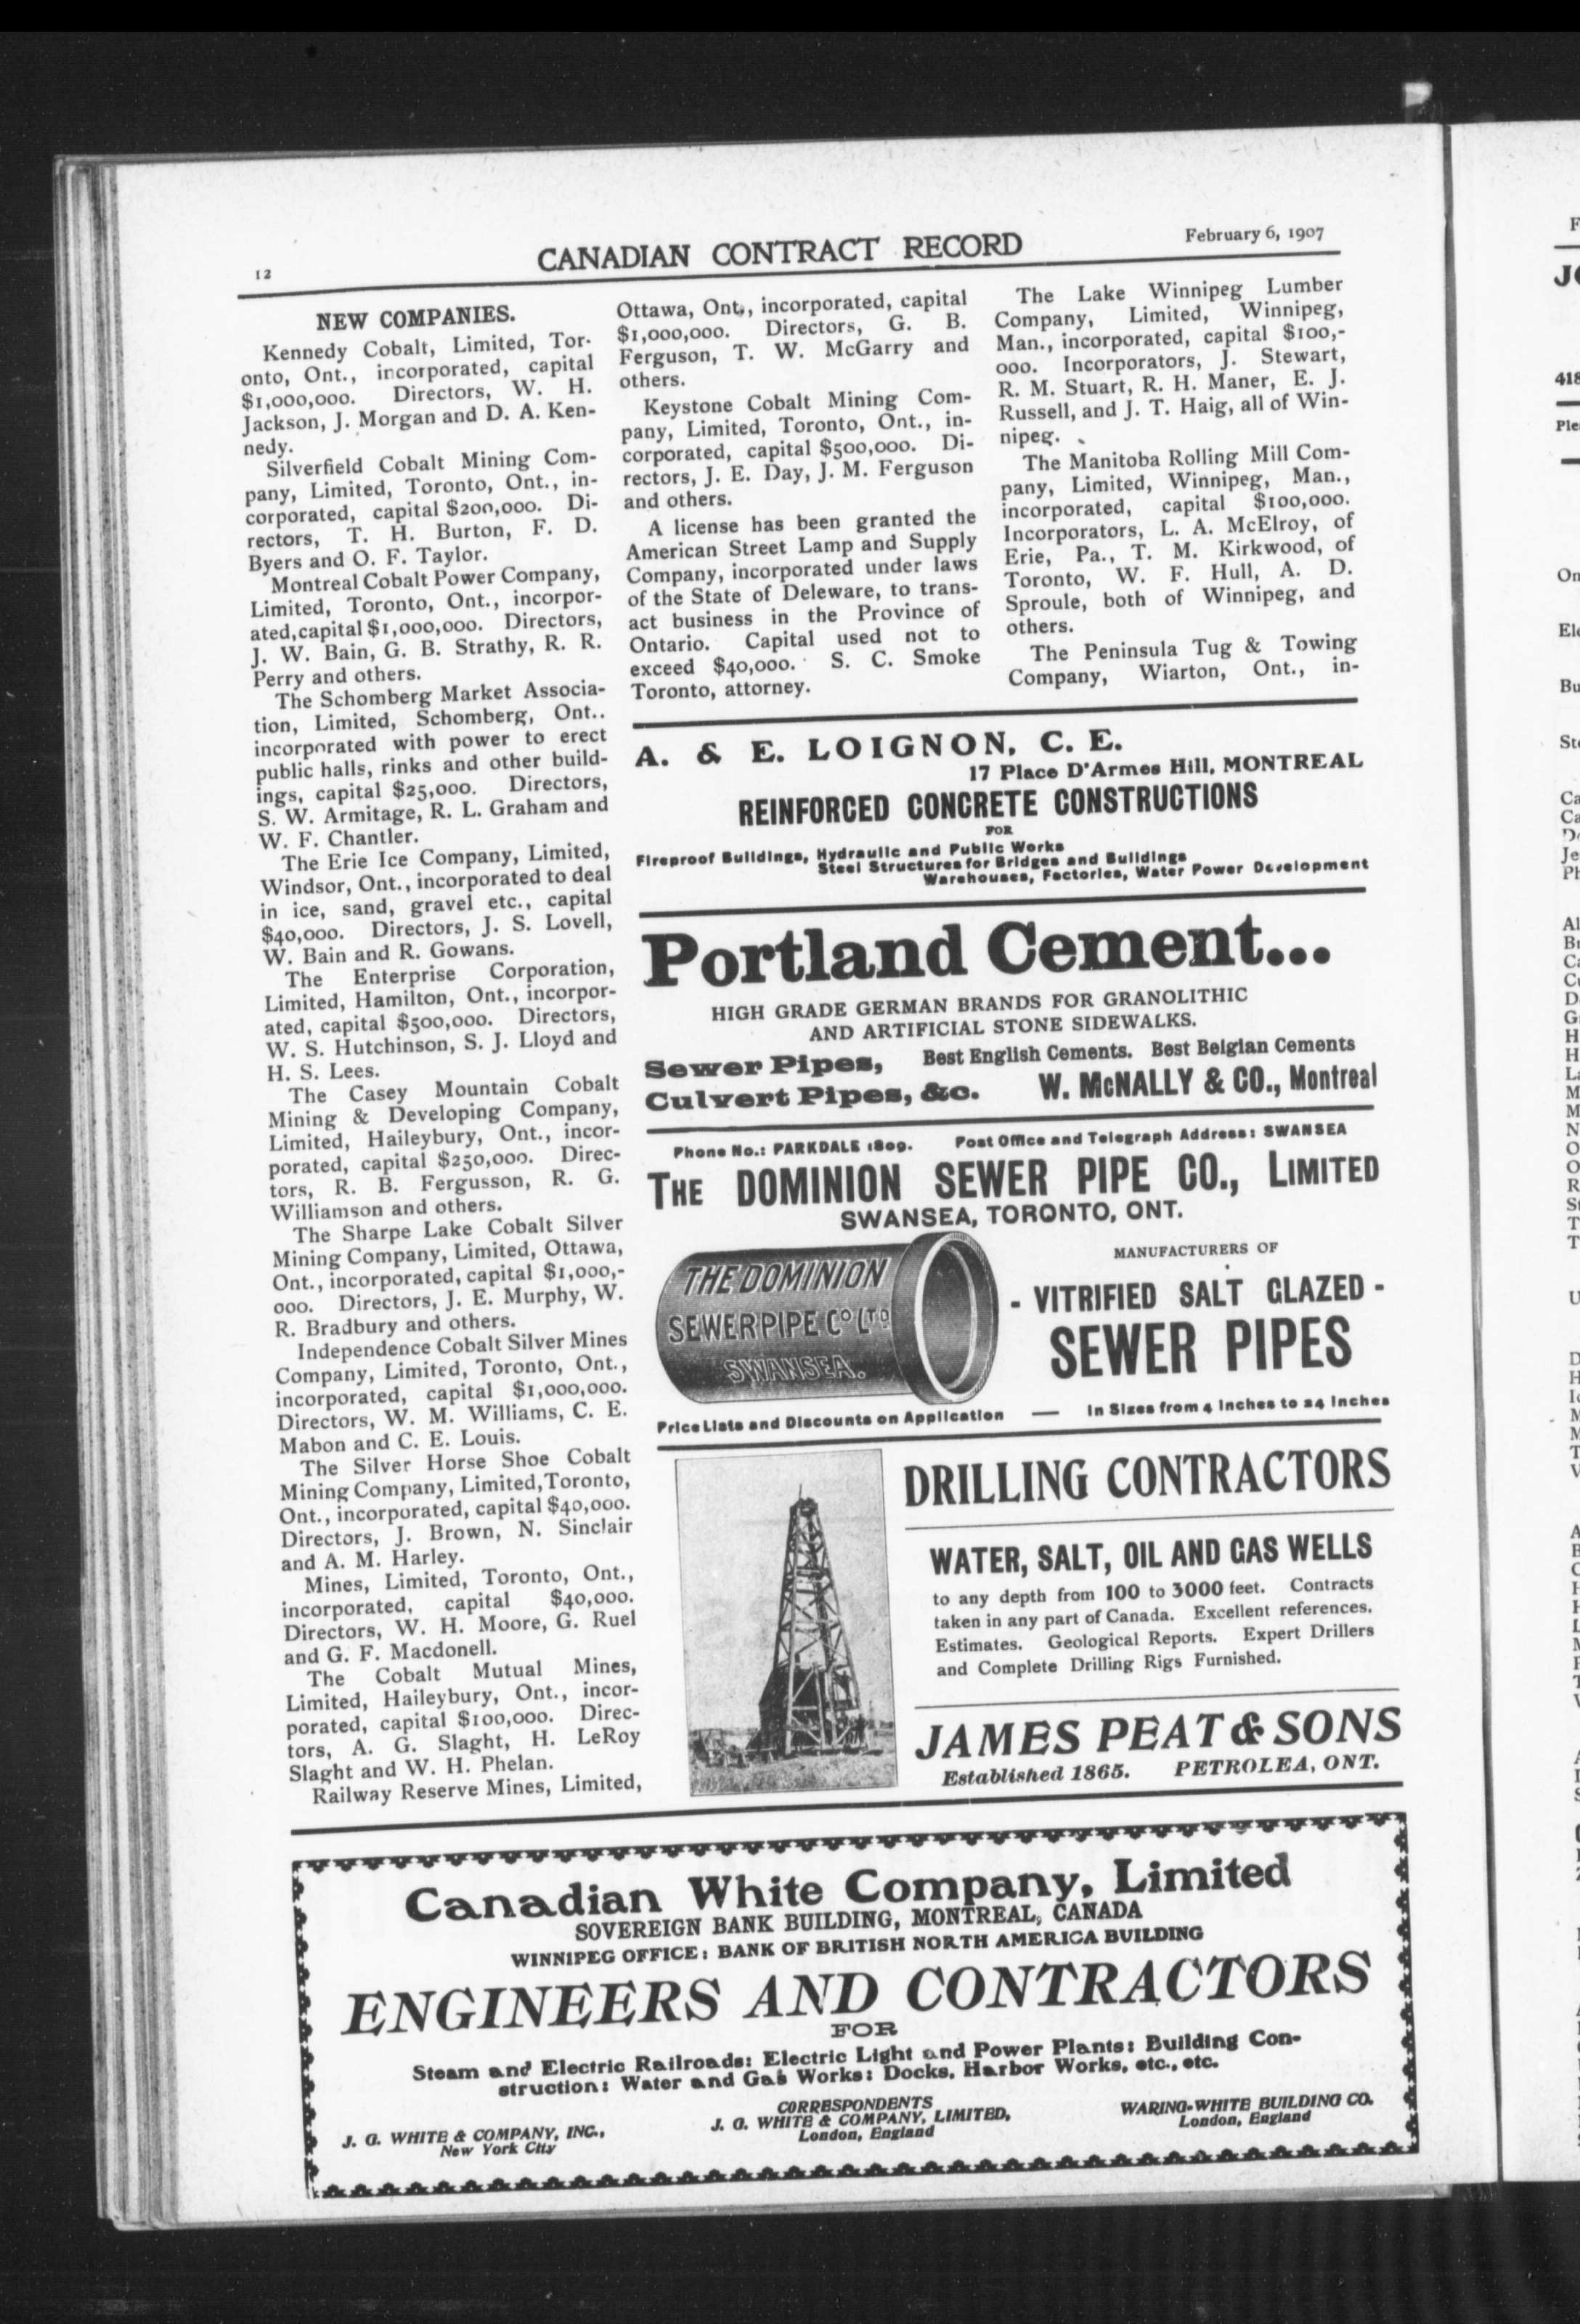 12
CANADIAN CONTRACT RECORD
February 6, 1907
NEW COMPANIES.
Kennedy Cobalt, Limited, Tor-
onto, Ont., incorporated, capital
$1,000,000. Directors, W. H.
Jackson, J. Morgan and D. A. Ken-
nedy.
Silverfield Cobalt Mining Com-
pany, Limited, Toronto, Ont., in-
corporated, capital $200,000. Di-
rectors, T. H. Burton, F. D.
Byers and O. F. Taylor.
Montreal Cobalt Power Company,
Limited, Toronto, Ont., incorpor-
ated, capital $1,000,000. Directors,
J. W. Bain, G. B. Strathy, R. R.
Perry and others.
The Schomberg Market Associa-
tion, Limited, Schomberg, Ont..
incorporated with power to erect
public halls, rinks and other build-
ings, capital $25,000. Directors,
S. W. Armitage, R. L. Graham and
W. F. Chantler.
The Erie Ice Company, Limited,
Windsor, Ont., incorporated to deal
in ice, sand, gravel etc., capital
$40,000. Directors, J. S. Lovell,
W. Bain and R. Gowans.
The Enterprise Corporation,
Limited, Hamilton, Ont., incorpor-
ated, capital $500,000. Directors,
W. S. Hutchinson, S. J. Lloyd and
H. S. Lees.
The Casey Mountain Cobalt
Mining & Developing Company,
Limited, Haileybury, Ont., incor-
porated, capital $250,000. Direc-
tors, R. B. Fergusson, R. G.
Williamson and others.
The Sharpe Lake Cobalt Silver
Mining Company, Limited, Ottawa,
Ont., incorporated, capital $1,000,-
000. Directors, J. E. Murphy, W.
R. Bradbury and others.
Independence Cobalt Silver Mines
Company, Limited, Toronto, Ont.,
incorporated, capital $1,000,000.
Directors, W. M. Williams, C. E.
Mabon and C. E. Louis.
The Silver Horse Shoe Cobalt
Mining Company, Limited, Toronto,
Ont., incorporated, capital $40,000.
Directors, J. Brown, N. Sinclair
and A. M. Harley.
Mines, Limited, Toronto, Ont.,
incorporated, capital $40,000.
Directors, W. H. Moore, G. Ruel
and G. F. Macdonell.
The Cobalt Mutual Mines,
Limited, Haileybury, Ont., incor-
porated, capital $100,000. Direc-
tors, A. G. Slaght, H. LeRoy
Slaght and W. H. Phelan.
Railway Reserve Mines, Limited,
Ottawa, Ont., incorporated, capital
$1,000,000. Directors, G. B.
Ferguson, T. W. McGarry and
others.
Keystone Cobalt Mining Com-
pany, Limited, Toronto, Ont., in-
corporated, capital $500,000. Di-
rectors, J. E. Day, J. M. Ferguson
and others.
A license has been granted the
American Street Lamp and Supply
Company, incorporated under laws
of the State of Deleware, to trans-
act business in the Province of
Ontario. Capital used not to
exceed $40,000. S. C. Smoke
Toronto, attorney.
The Lake Winnipeg Lumber
Company, Limited, Winnipeg,
Man., incorporated, capital $100,-
000. Incorporators, J. Stewart,
R. M. Stuart, R. H. Maner, E. J.
Russell, and J. T. Haig, all of Win-
nipeg.
The Manitoba Rolling Mill Com-
pany, Limited, Winnipeg, Man.,
incorporated, capital $100,000.
Incorporators, L. A. McElroy, of
Erie, Pa., T. M. Kirkwood, of
Toronto, W. F. Hull, A. D.
Sproule, both of Winnipeg, and
others.
The Peninsula Tug & Towing
Company, Wiarton, Ont., in-
A. & E. LOIGNON, C. E.
17 Place D'Armes Hill, MONTREAL
REINFORCED CONCRETE CONSTRUCTIONS
FOR
Fireproof Buildings, Hydraulic and Public Works
Steel Structures for Bridges and Buildings
Warehouses, Factories, Water Power Development
Portland Cement...
HIGH GRADE GERMAN BRANDS FOR GRANOLITHIC
AND ARTIFICIAL STONE SIDEWALKS.
Sewer Pipes, Best English Cements. Best Belgian Cements
Culvert Pipes, &c. W. McNALLY & CO., Montreal
Phone No.: PARKDALE 1809. Post Office and Telegraph Address: SWANSEA
THE DOMINION SEWER PIPE CO., LIMITED
SWANSEA, TORONTO, ONT.
THE DOMINION
SEWER PIPE Co LTD
SWANSEA.
MANUFACTURERS OF
- VITRIFIED SALT GLAZED -
SEWER PIPES
Price Lists and Discounts on Application — In Sizes from 4 Inches to 24 Inches
DRILLING CONTRACTORS
WATER, SALT, OIL AND GAS WELLS
to any depth from 100 to 3000 feet. Contracts
taken in any part of Canada. Excellent references.
Estimates. Geological Reports. Expert Drillers
and Complete Drilling Rigs Furnished.
JAMES PEAT & SONS
Established 1865. PETROLEA, ONT.
Canadian White Company, Limited
SOVEREIGN BANK BUILDING, MONTREAL, CANADA
WINNIPEG OFFICE: BANK OF BRITISH NORTH AMERICA BUILDING
ENGINEERS AND CONTRACTORS
FOR
Steam and Electric Railroads: Electric Light and Power Plants: Building Con-
struction: Water and Gas Works: Docks, Harbor Works, etc., etc.
CORRESPONDENTS
J. G. WHITE & COMPANY, INC.,
New York City
J. G. WHITE & COMPANY, LIMITED,
London, England
WARING-WHITE BUILDING CO.
London, England